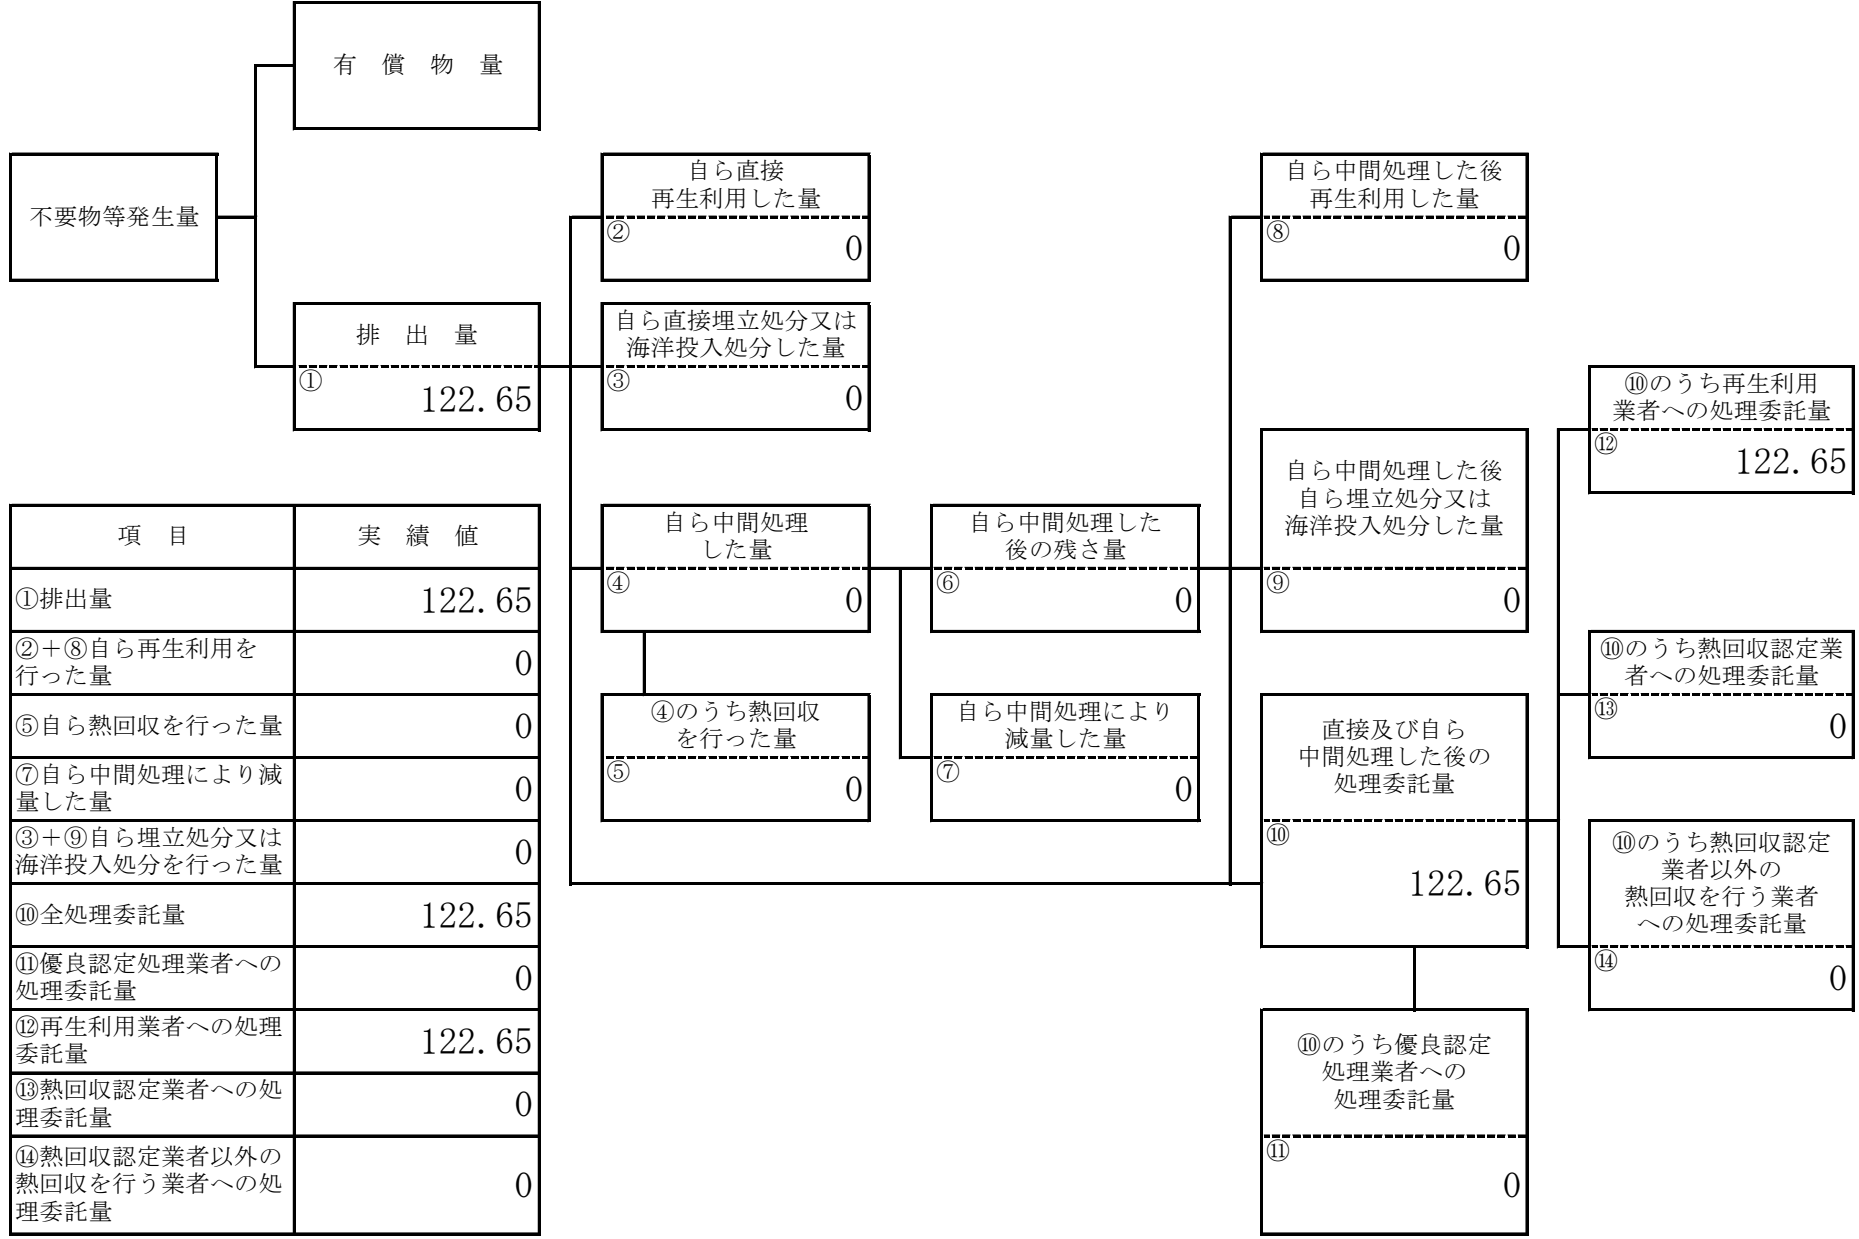 有 償 物 量
不要物等発生量
排 出 量
①
122.65
自ら直接
再生利用した量
②
0
自ら直接埋立処分又は
海洋投入処分した量
③
0
自ら中間処理
した量
④
0
④のうち熱回収
を行った量
⑤
0
自ら中間処理した
後の残さ量
⑥
0
自ら中間処理により
減量した量
⑦
0
自ら中間処理した後
再生利用した量
⑧
0
自ら中間処理した後
自ら埋立処分又は
海洋投入処分した量
⑨
0
直接及び自ら
中間処理した後の
処理委託量
⑩
122.65
⑩のうち優良認定
処理業者への
処理委託量
⑪
0
⑩のうち再生利用
業者への処理委託量
⑫
122.65
⑩のうち熱回収認定業
者への処理委託量
⑬
0
⑩のうち熱回収認定
業者以外の
熱回収を行う業者
への処理委託量
⑭
0
項 目 実 績 値
①排出量 122.65
②＋⑧自ら再生利用を
行った量 0
⑤自ら熱回収を行った量 0
⑦自ら中間処理により減
量した量 0
③＋⑨自ら埋立処分又は
海洋投入処分を行った量 0
⑩全処理委託量 122.65
⑪優良認定処理業者への
処理委託量 0
⑫再生利用業者への処理
委託量 122.65
⑬熱回収認定業者への処
理委託量 0
⑭熱回収認定業者以外の
熱回収を行う業者への処
理委託量 0